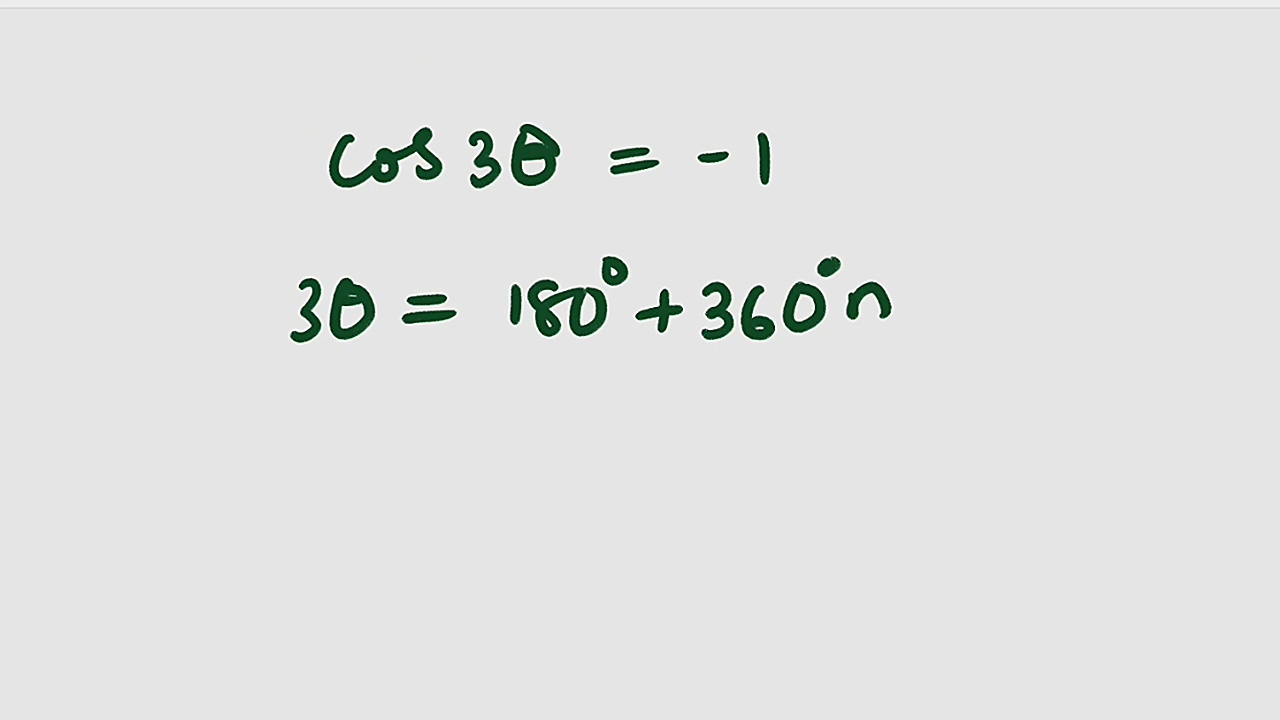 cos 3θ = -1
3θ = 180° + 360° n